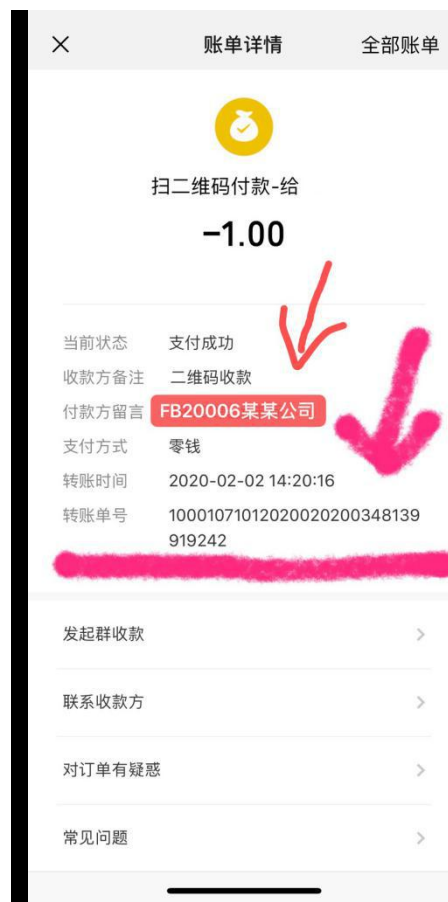 账单详情 全部账单
扫二维码付款-给
-1.00
当前状态 支付成功
收款方备注 二维码收款
付款方留言 FB20006某某公司
支付方式 零钱
转账时间 2020-02-02 14:20:16
转账单号 10001071012020020200348139
919242
发起群收款
联系收款方
对订单有疑惑
常见问题